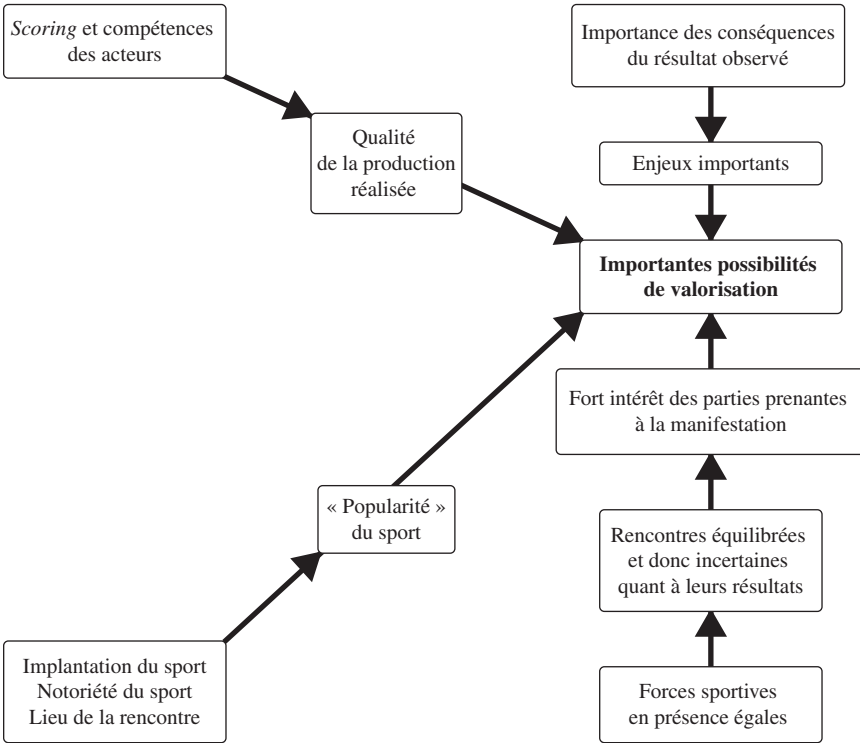 Scoring et compétences
des acteurs
Importance des conséquences
du résultat observé
Qualité
de la production
réalisée
Enjeux importants
Importantes possibilités
de valorisation
Fort intérêt des parties prenantes
à la manifestation
« Popularité »
du sport
Rencontres équilibrées
et donc incertaines
quant à leurs résultats
Implantation du sport
Notoriété du sport
Lieu de la rencontre
Forces sportives
en présence égales